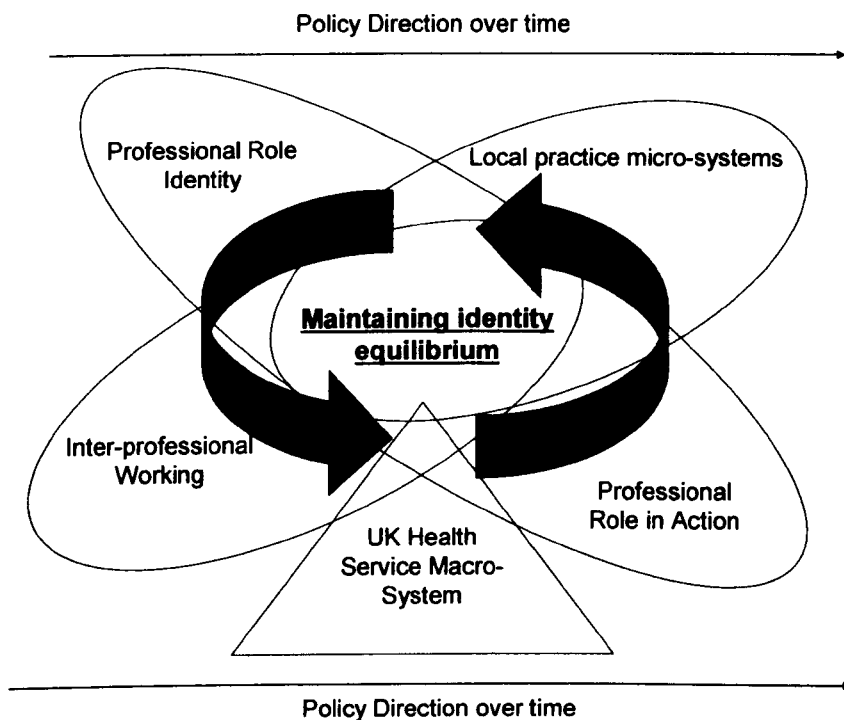 Policy Direction over time
Professional Role
Identity
Local practice micro-systems
Maintaining identity
equilibrium
Inter-professional
Working
Professional
Role in Action
UK Health
Service Macro-
System
Policy Direction over time